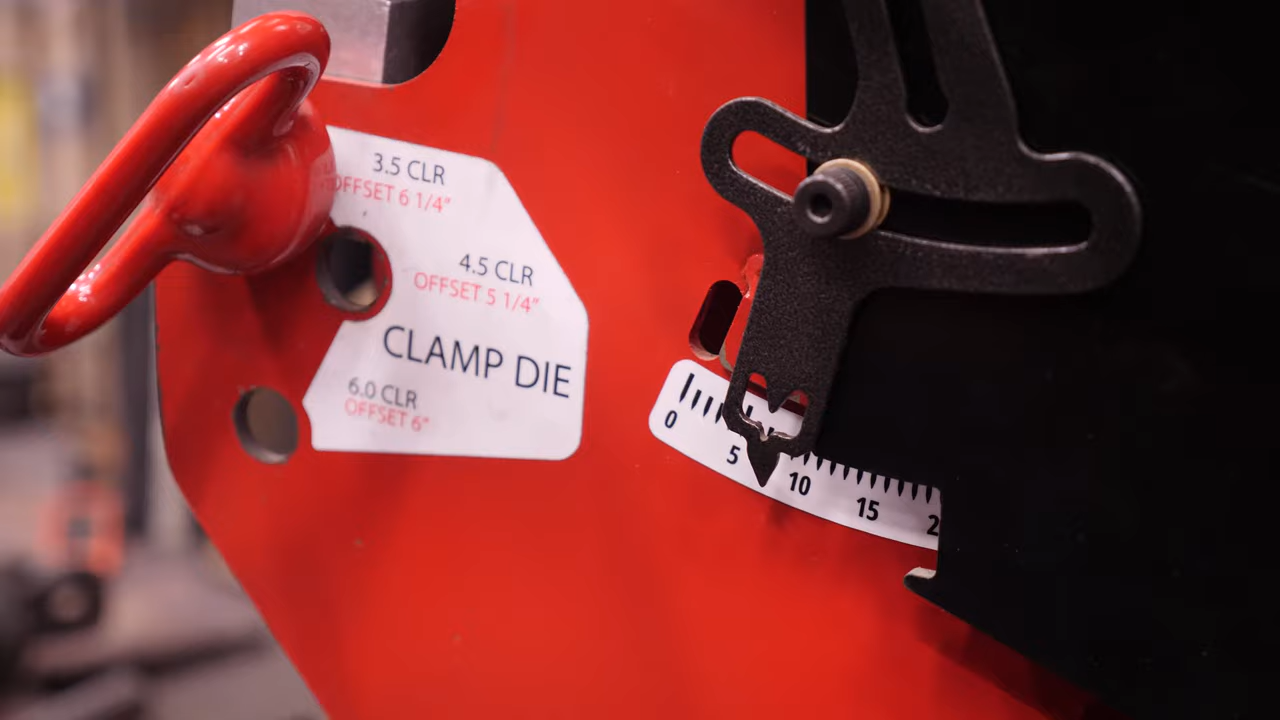 3.5 CLR
OFFSET 6 1/4"
4.5 CLR
OFFSET 5 1/4"
CLAMP DIE
6.0 CLR
OFFSET 6"
0
5
10
15
2